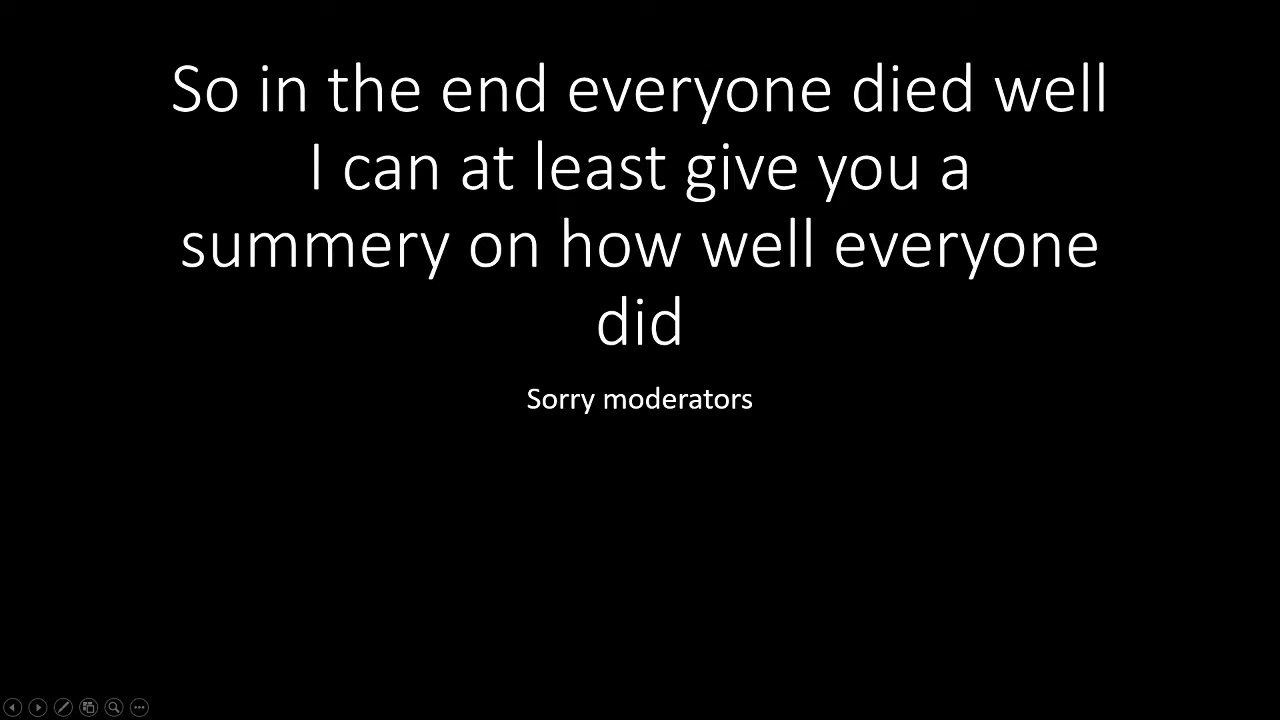 So in the end everyone died well
I can at least give you a
summery on how well everyone
did
Sorry moderators